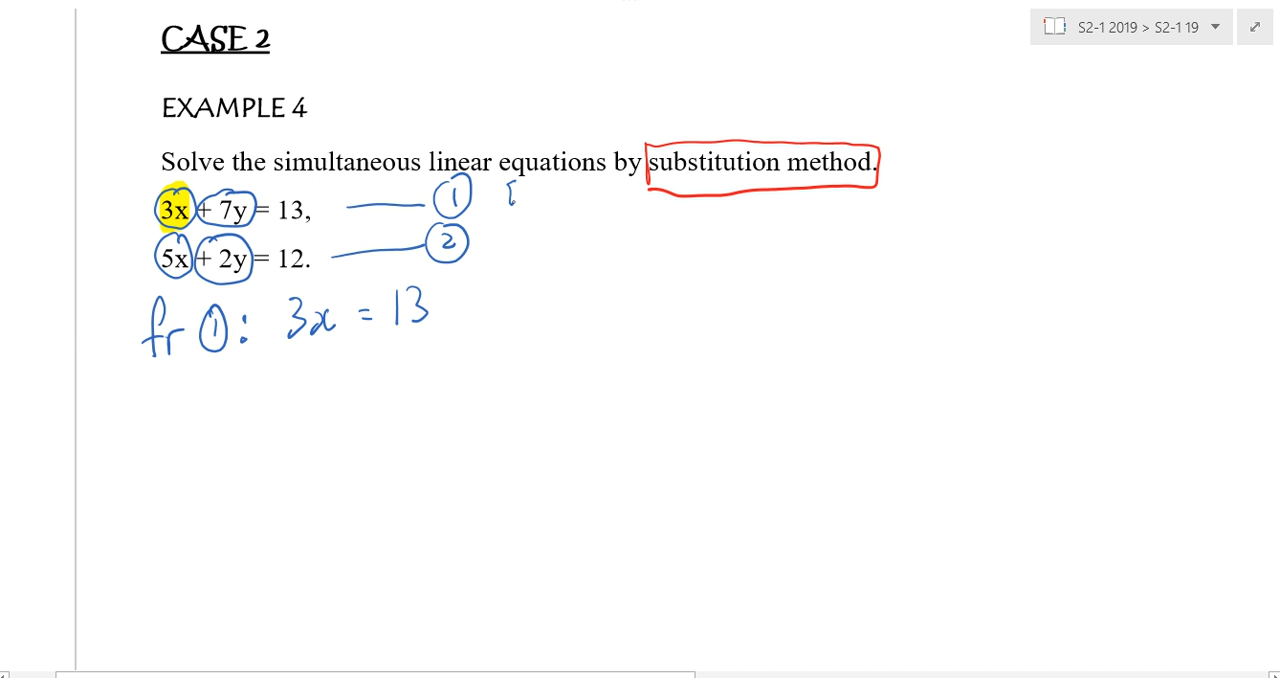 S2-1 2019 > S2-1 19
CASE 2
EXAMPLE 4
Solve the simultaneous linear equations by substitution method.
3x + 7y = 13, 1
5x + 2y = 12. 2
fr 1: 3x = 13